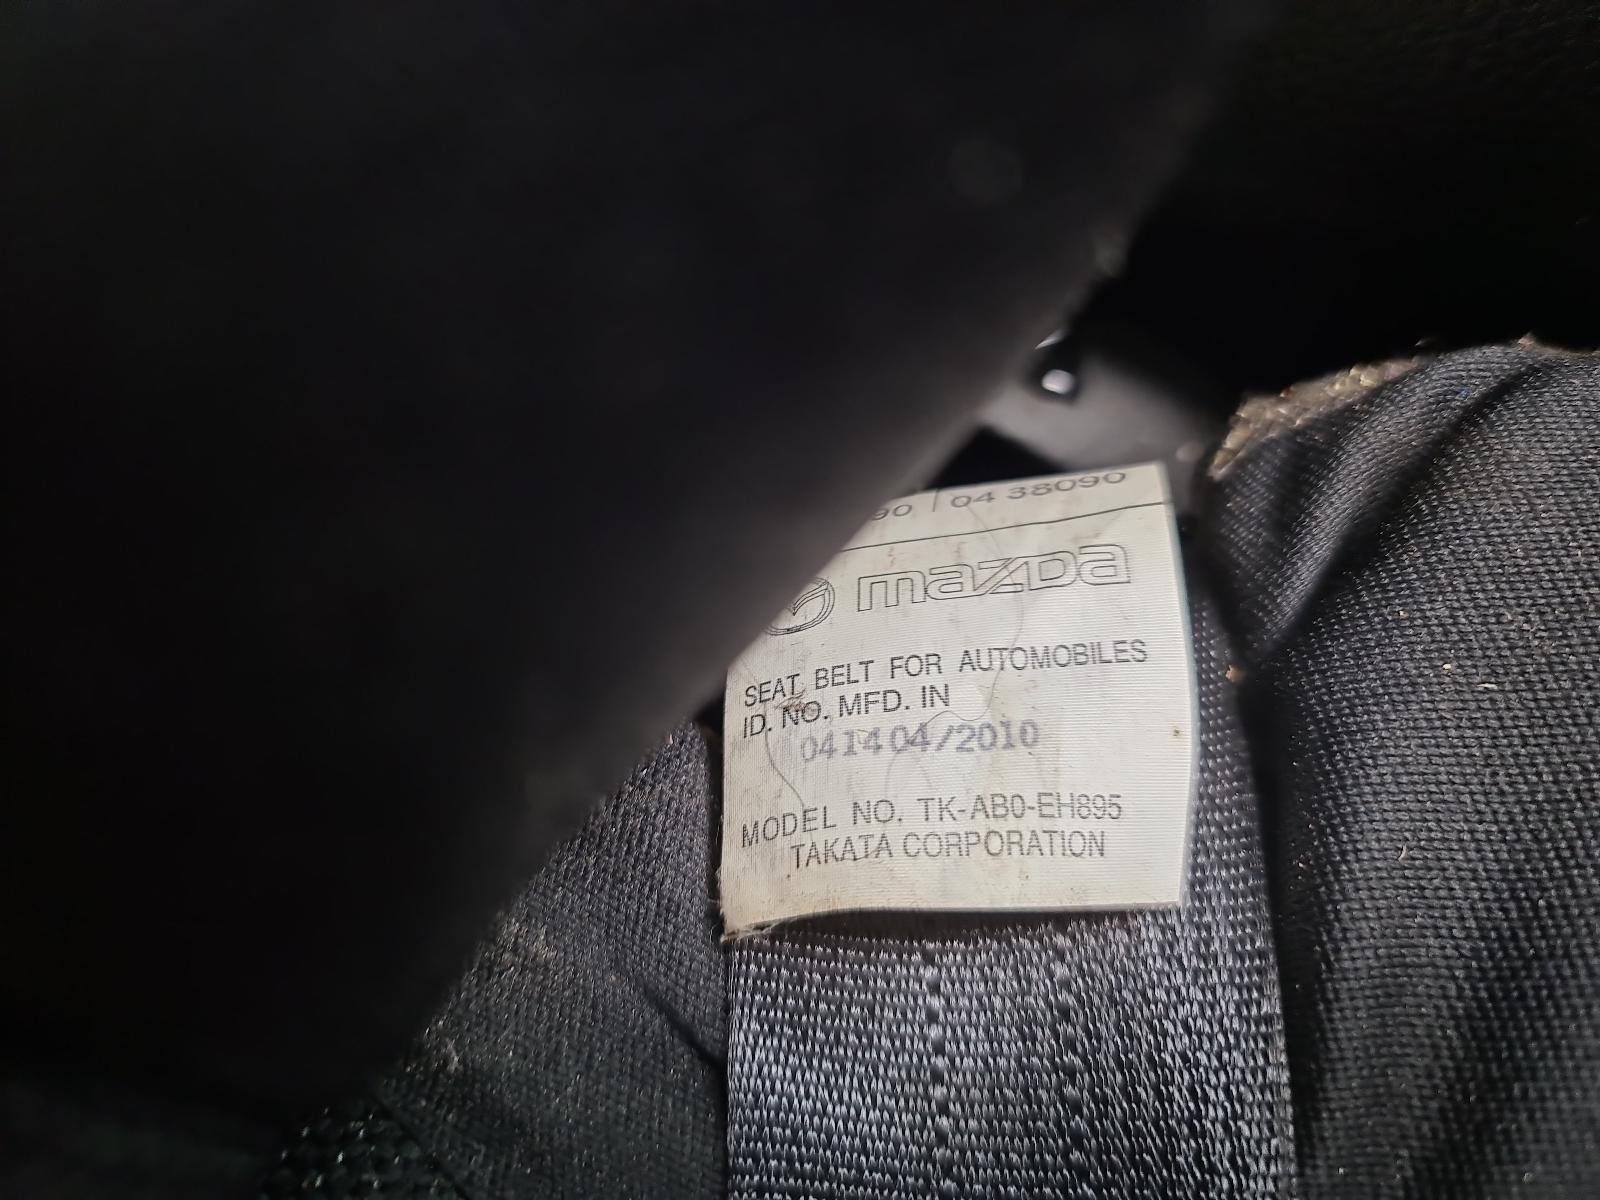 90 04 38090
mazda
SEAT BELT FOR AUTOMOBILES
ID. NO. MFD. IN
0414 04/2010
MODEL NO. TK-AB0-EH895
TAKATA CORPORATION